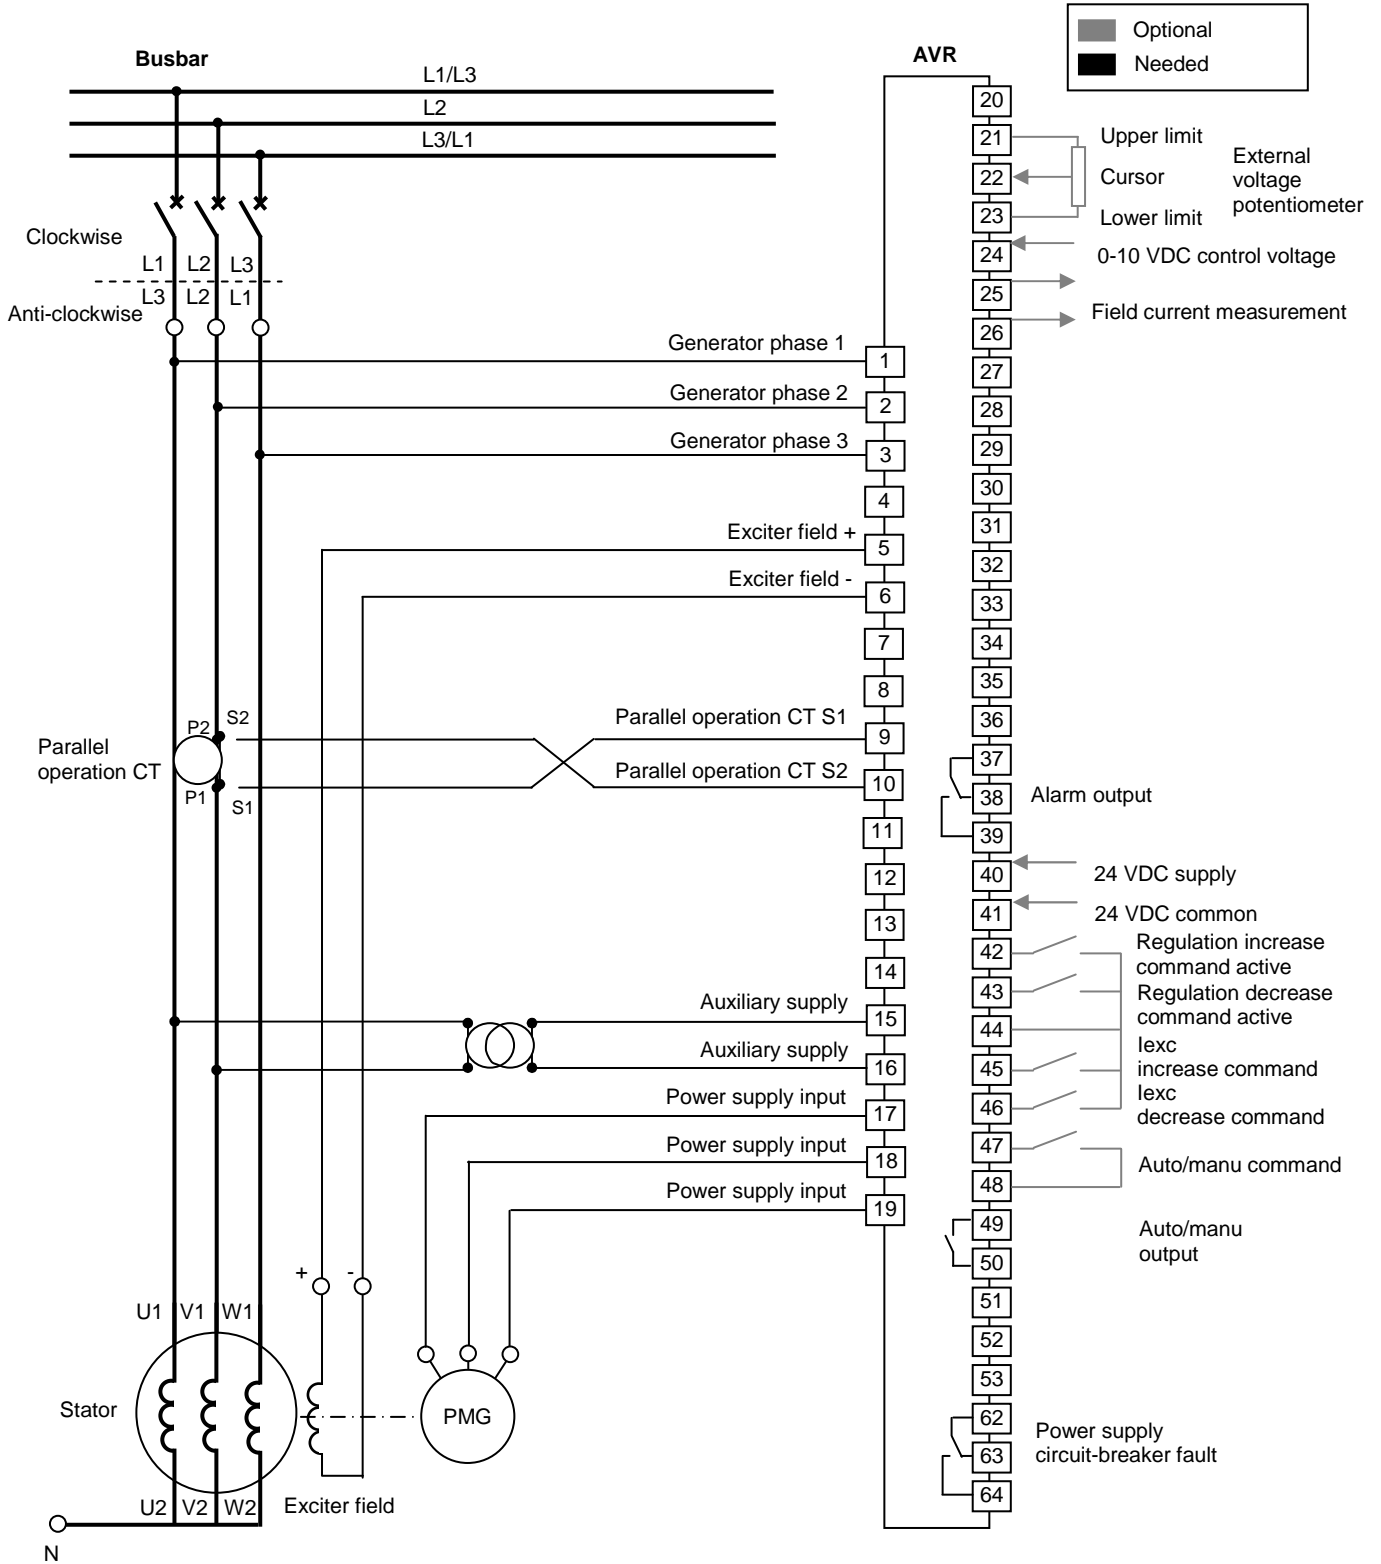 Optional
Needed
Busbar
AVR
L1/L3
L2
L3/L1
Clockwise
L1 L2 L3
L3 L2 L1
Anti-clockwise
Generator phase 1
Generator phase 2
Generator phase 3
Exciter field +
Exciter field -
Parallel operation CT S1
Parallel operation CT S2
P2 S2
Parallel
operation CT
P1 S1
Auxiliary supply
Auxiliary supply
Power supply input
Power supply input
Power supply input
+ -
U1 V1 W1
Stator
PMG
U2 V2 W2
Exciter field
N
1
2
3
4
5
6
7
8
9
10
11
12
13
14
15
16
17
18
19
20
21
22
23
24
25
26
27
28
29
30
31
32
33
34
35
36
37
38
39
40
41
42
43
44
45
46
47
48
49
50
51
52
53
62
63
64
Upper limit
Cursor
Lower limit
External
voltage
potentiometer
0-10 VDC control voltage
Field current measurement
Alarm output
24 VDC supply
24 VDC common
Regulation increase
command active
Regulation decrease
command active
Iexc
increase command
Iexc
decrease command
Auto/manu command
Auto/manu
output
Power supply
circuit-breaker fault